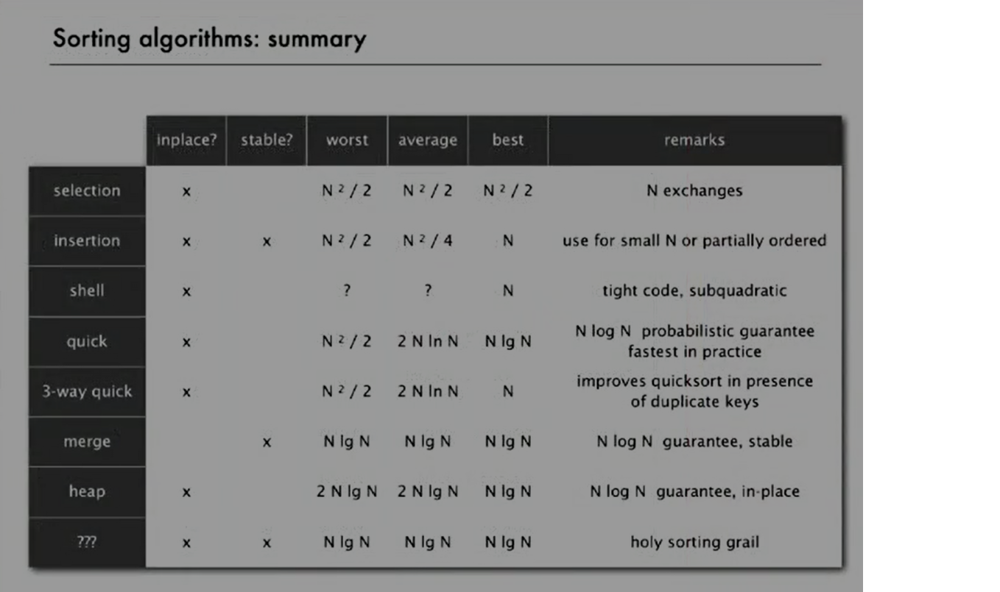 Sorting algorithms: summary
inplace? stable? worst average best remarks
selection x N ² / 2 N ² / 2 N ² / 2 N exchanges
insertion x x N ² / 2 N ² / 4 N use for small N or partially ordered
shell x ? ? N tight code, subquadratic
quick x N ² / 2 2 N ln N N lg N N log N probabilistic guarantee
fastest in practice
3-way quick x N ² / 2 2 N ln N N improves quicksort in presence
of duplicate keys
merge x N lg N N lg N N lg N N log N guarantee, stable
heap x 2 N lg N 2 N lg N N lg N N log N guarantee, in-place
??? x x N lg N N lg N N lg N holy sorting grail